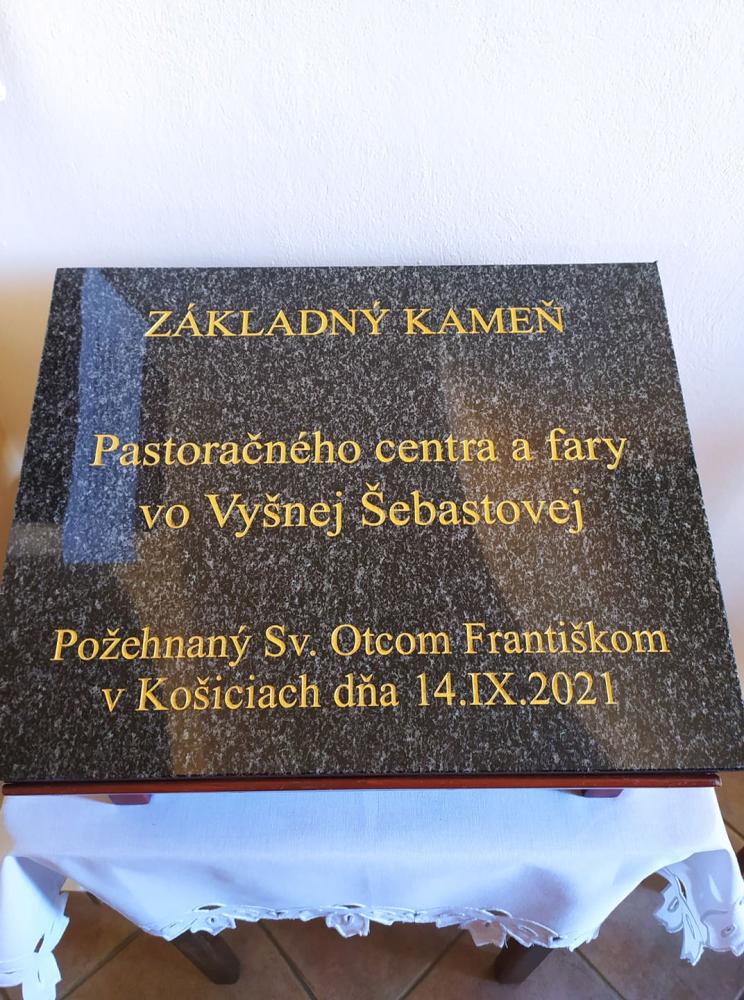 ZÁKLADNÝ KAMEŇ
Pastoračného centra a fary
vo Vyšnej Šebastovej
Požehnaný Sv. Otcom Františkom
v Košiciach dňa 14.IX.2021